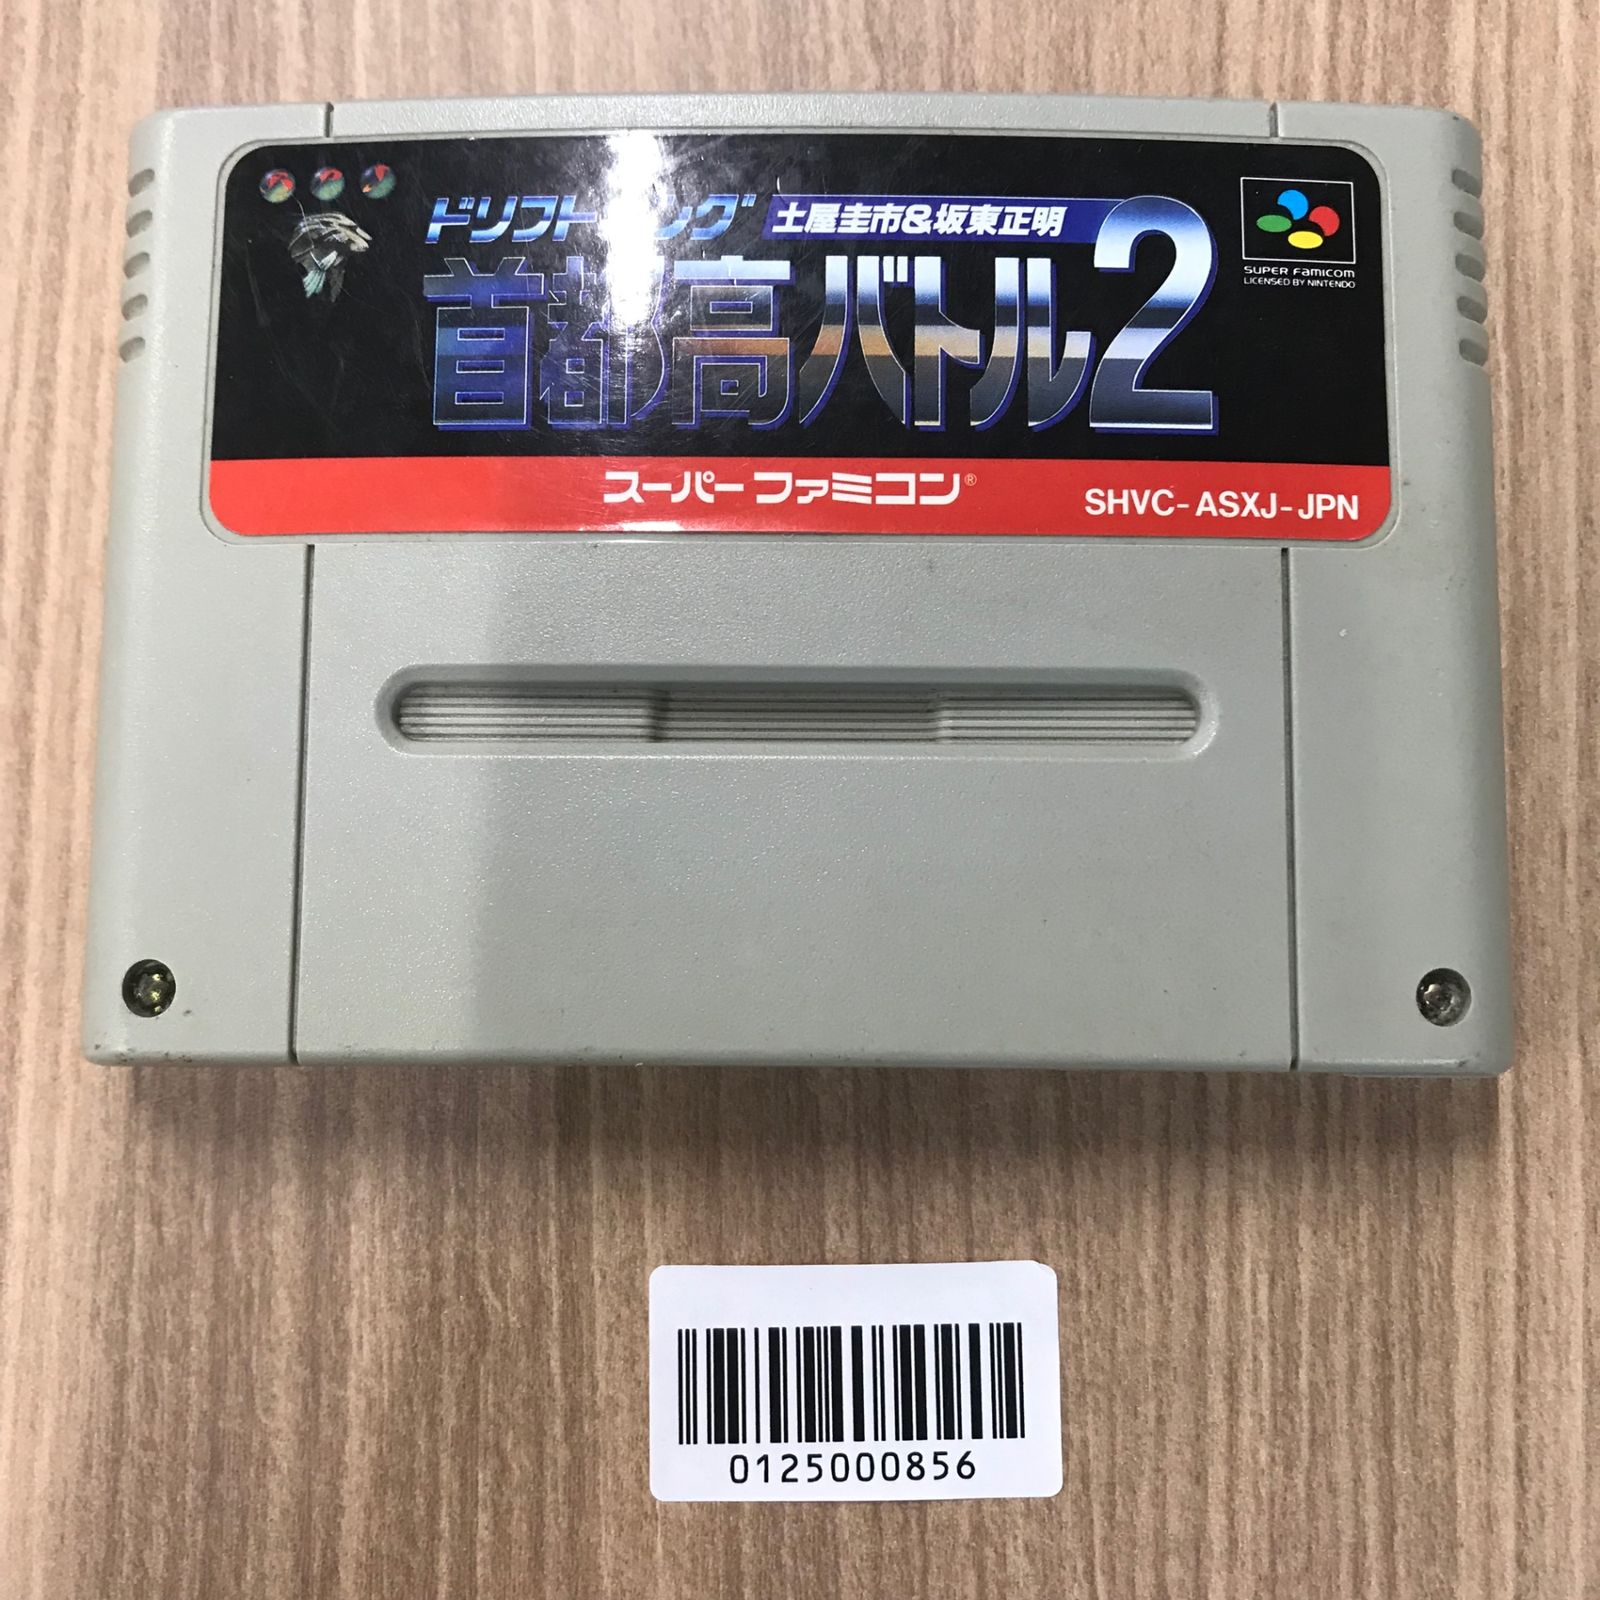 ドリフトキング 土屋圭市&坂東正明
首都高バトル2
SUPER FAMICOM
LICENSED BY NINTENDO
スーパーファミコン®
SHVC-ASXJ-JPN
0125000856